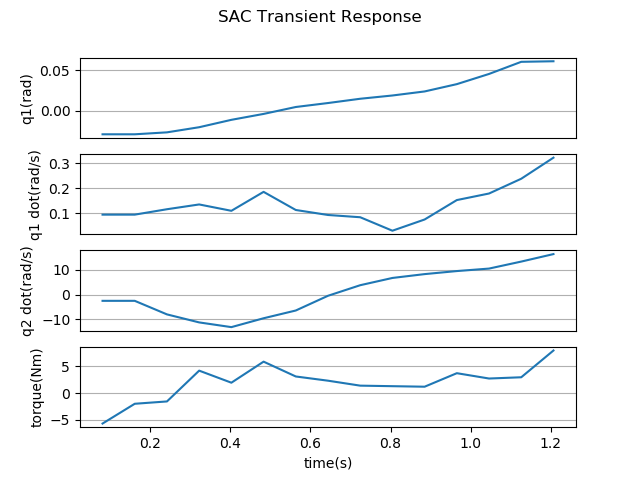 SAC Transient Response
q1(rad)
0.05
0.00
q1 dot(rad/s)
0.3
0.2
0.1
q2 dot(rad/s)
10
0
−10
torque(Nm)
5
0
−5
0.2 0.4 0.6 0.8 1.0 1.2
time(s)